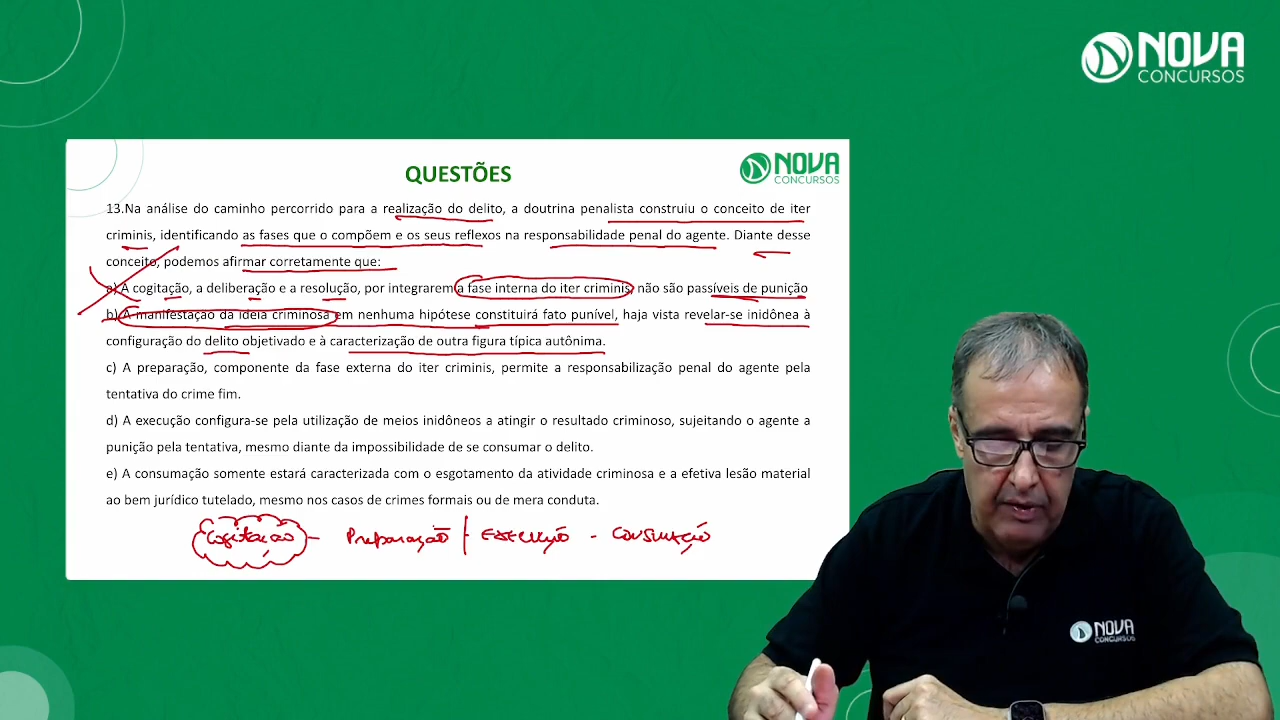 NOVA
CONCURSOS
QUESTÕES
NOVA
CONCURSOS
13.Na análise do caminho percorrido para a realização do delito, a doutrina penalista construiu o conceito de iter
criminis, identificando as fases que o compõem e os seus reflexos na responsabilidade penal do agente. Diante desse
conceito, podemos afirmar corretamente que:
a) A cogitação, a deliberação e a resolução, por integrarem a fase interna do iter criminis, não são passíveis de punição
b) A manifestação da ideia criminosa em nenhuma hipótese constituirá fato punível, haja vista revelar-se inidônea à
configuração do delito objetivado e à caracterização de outra figura típica autônima.
c) A preparação, componente da fase externa do iter criminis, permite a responsabilização penal do agente pela
tentativa do crime fim.
d) A execução configura-se pela utilização de meios inidôneos a atingir o resultado criminoso, sujeitando o agente a
punição pela tentativa, mesmo diante da impossibilidade de se consumar o delito.
e) A consumação somente estará caracterizada com o esgotamento da atividade criminosa e a efetiva lesão material
ao bem jurídico tutelado, mesmo nos casos de crimes formais ou de mera conduta.
Cogitação - Preparação | Execução - Consumação
NOVA
CONCURSOS